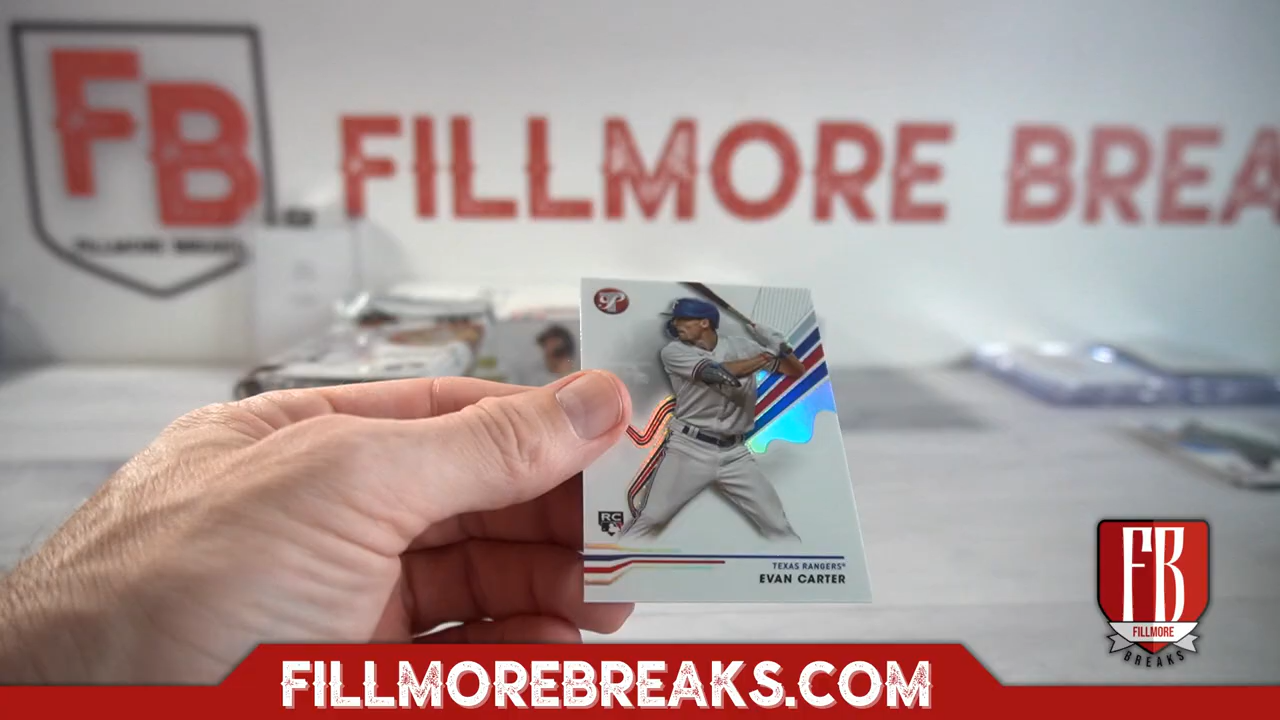 FB
FILLMORE BREAKS
FILLMORE BREA
P
RC
TEXAS RANGERS®
EVAN CARTER
FB
FILLMORE
BREAKS
FILLMOREBREAKS.COM